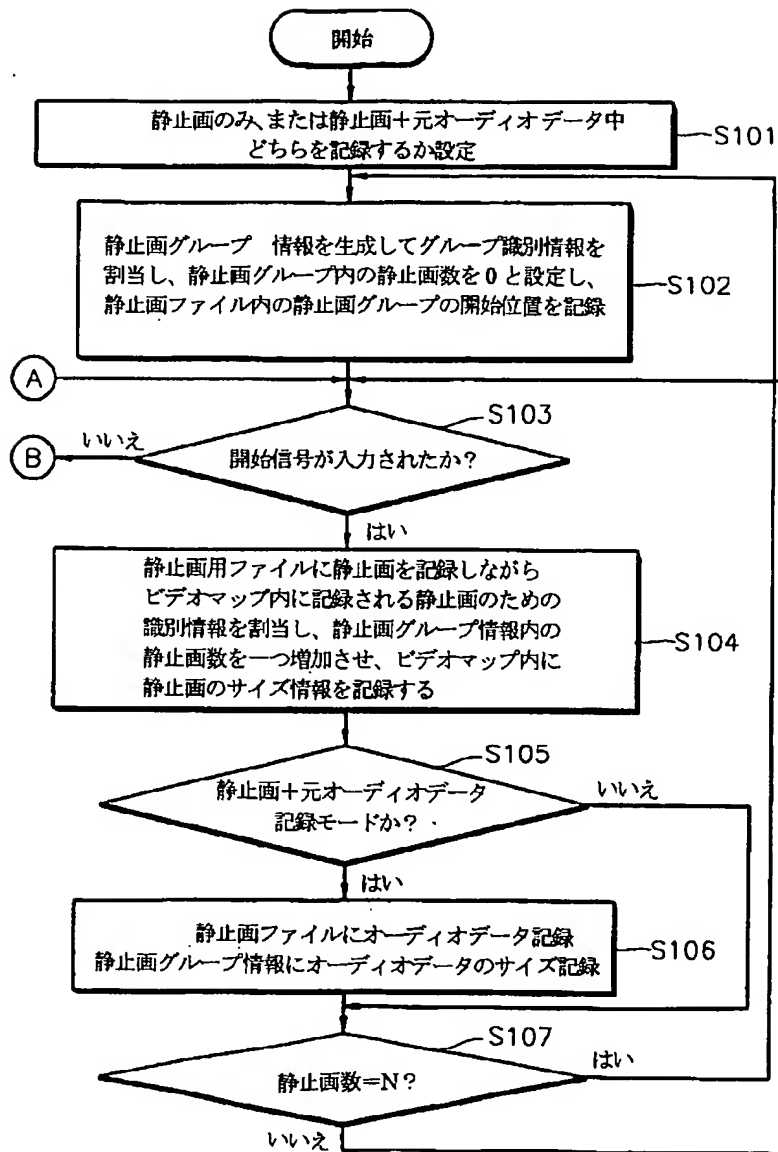 開始
静止画のみ、または静止画+元オーディオデータ中
どちらを記録するか設定
S101
静止画グループ 情報を生成してグループ識別情報を
割当し、静止画グループ内の静止画数を0と設定し、
静止画ファイル内の静止画グループの開始位置を記録
S102
A
S103
いいえ
B
開始信号が入力されたか?
はい
静止画用ファイルに静止画を記録しながら
ビデオマップ内に記録される静止画のための
識別情報を割当し、静止画グループ情報内の
静止画数を一つ増加させ、ビデオマップ内に
静止画のサイズ情報を記録する
S104
S105
静止画+元オーディオデータ
記録モードか?
いいえ
はい
静止画ファイルにオーディオデータ記録
静止画グループ情報にオーディオデータのサイズ記録
S106
S107
静止画数=N?
はい
いいえ